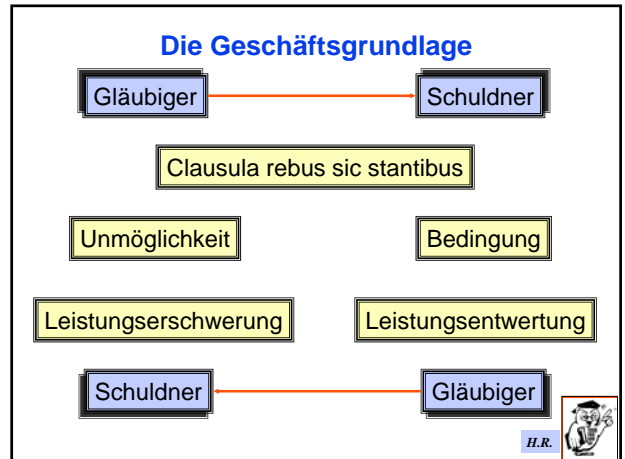 Die Geschäftsgrundlage
Gläubiger Schuldner
Clausula rebus sic stantibus
Unmöglichkeit Bedingung
Leistungserschwerung Leistungsentwertung
Schuldner Gläubiger
H.R.